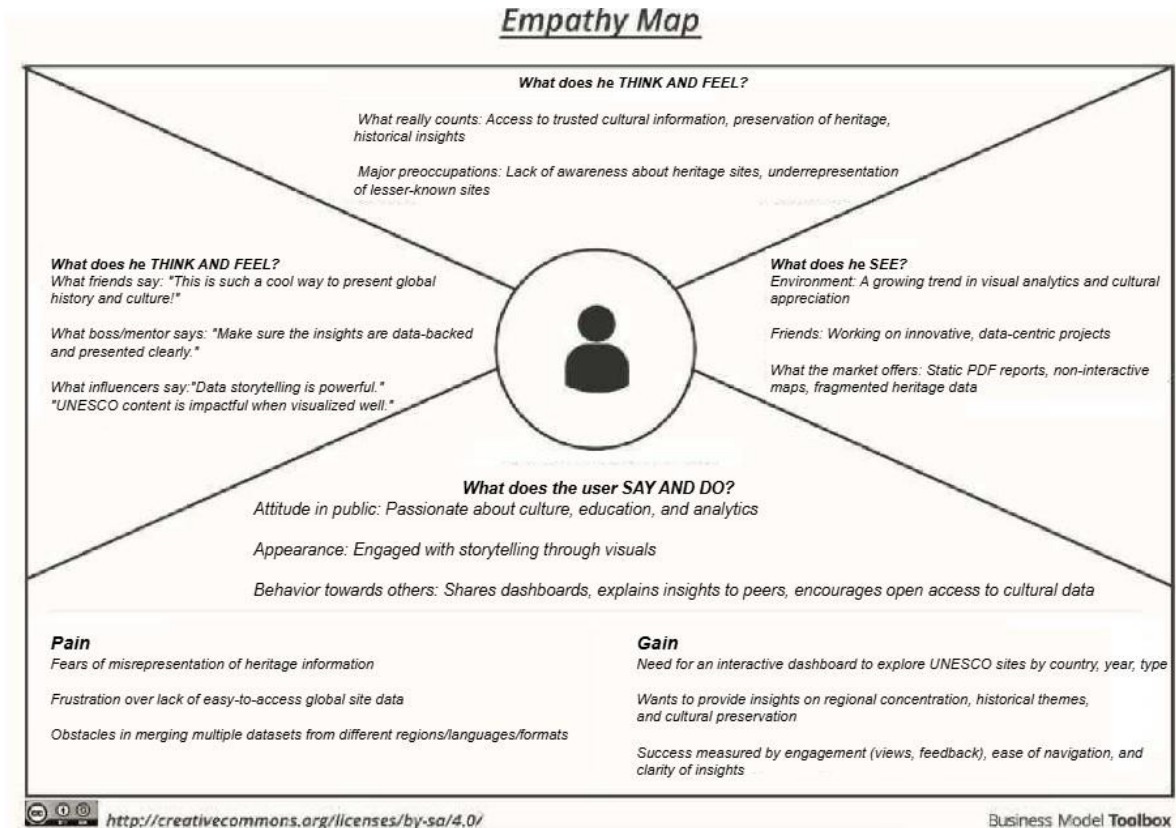 Empathy Map
What does he THINK AND FEEL?
What really counts: Access to trusted cultural information, preservation of heritage,
historical insights
Major preoccupations: Lack of awareness about heritage sites, underrepresentation
of lesser-known sites
What does he THINK AND FEEL?
What friends say: "This is such a cool way to present global
history and culture!"
What boss/mentor says: "Make sure the insights are data-backed
and presented clearly."
What influencers say:"Data storytelling is powerful."
"UNESCO content is impactful when visualized well."
What does he SEE?
Environment: A growing trend in visual analytics and cultural
appreciation
Friends: Working on innovative, data-centric projects
What the market offers: Static PDF reports, non-interactive
maps, fragmented heritage data
What does the user SAY AND DO?
Attitude in public: Passionate about culture, education, and analytics
Appearance: Engaged with storytelling through visuals
Behavior towards others: Shares dashboards, explains insights to peers, encourages open access to cultural data
Pain
Fears of misrepresentation of heritage information
Frustration over lack of easy-to-access global site data
Obstacles in merging multiple datasets from different regions/languages/formats
Gain
Need for an interactive dashboard to explore UNESCO sites by country, year, type
Wants to provide insights on regional concentration, historical themes,
and cultural preservation
Success measured by engagement (views, feedback), ease of navigation, and
clarity of insights
http://creativecommons.org/licenses/by-sa/4.0/
Business Model Toolbox